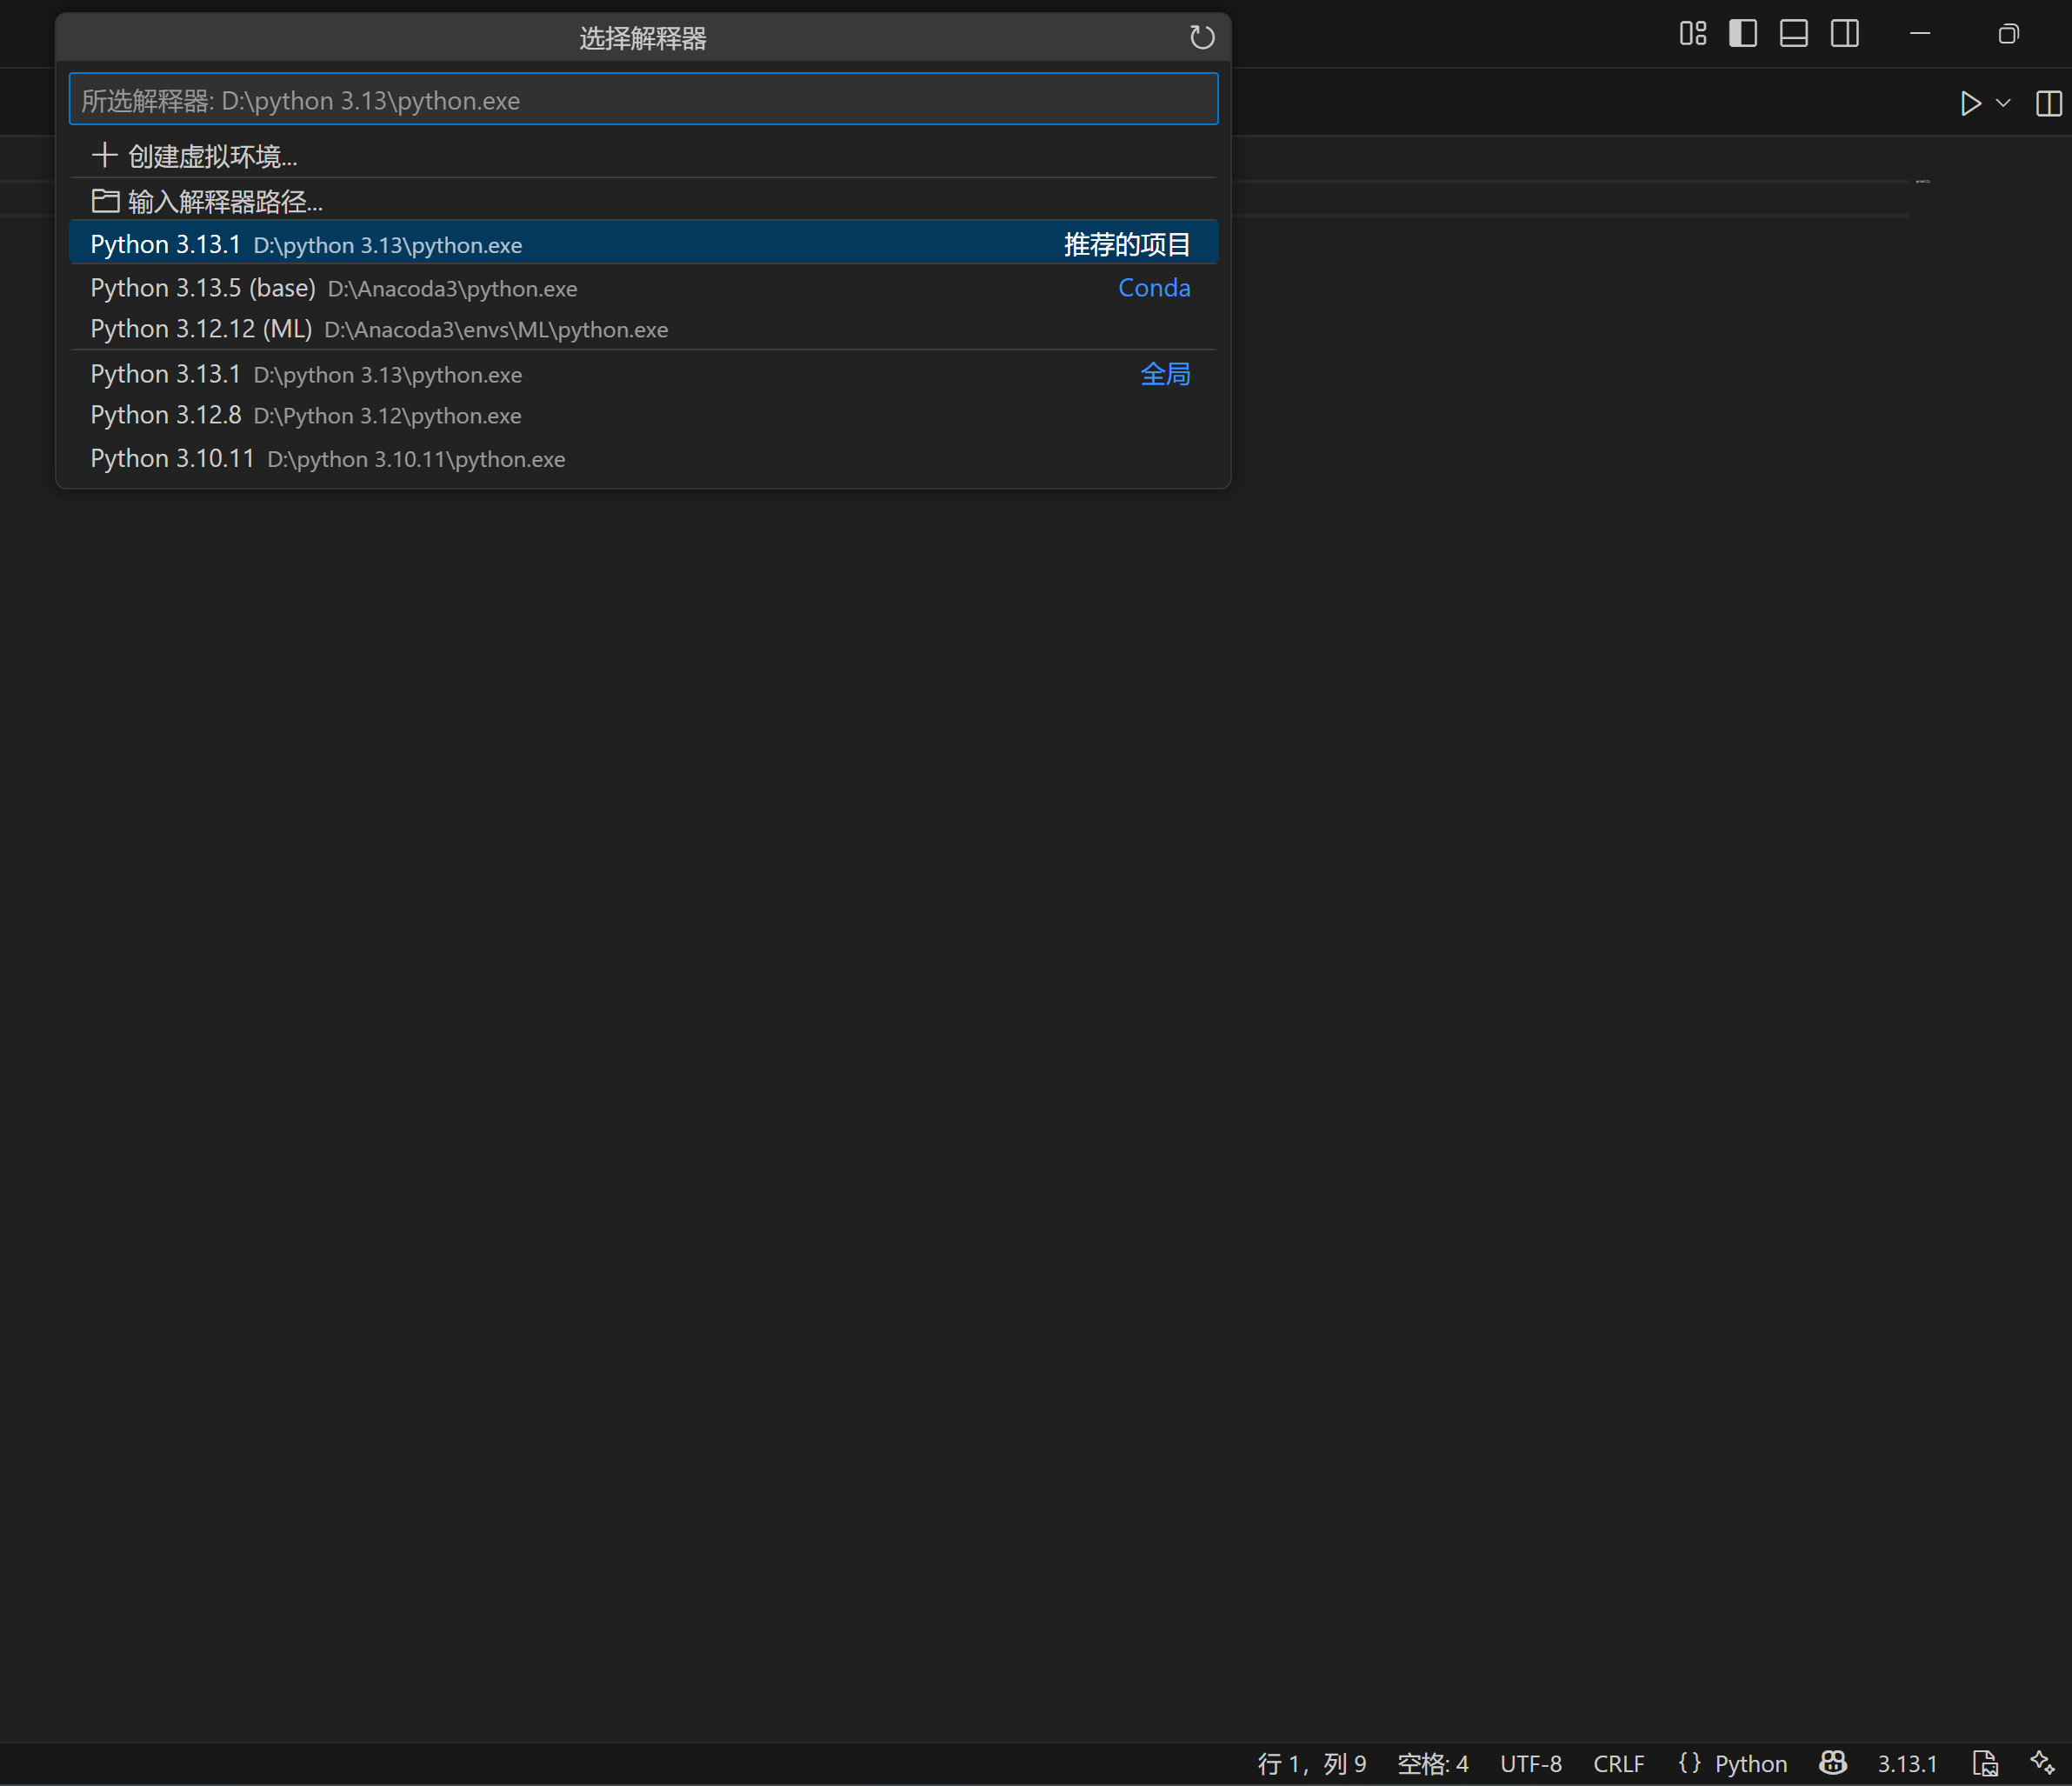 选择解释器
所选解释器: D:\python 3.13\python.exe
创建虚拟环境...
输入解释器路径...
Python 3.13.1 D:\python 3.13\python.exe 推荐的项目
Python 3.13.5 (base) D:\Anacoda3\python.exe Conda
Python 3.12.12 (ML) D:\Anacoda3\envs\ML\python.exe
Python 3.13.1 D:\python 3.13\python.exe 全局
Python 3.12.8 D:\Python 3.12\python.exe
Python 3.10.11 D:\python 3.10.11\python.exe
行 1，列 9 空格: 4 UTF-8 CRLF {} Python 3.13.1